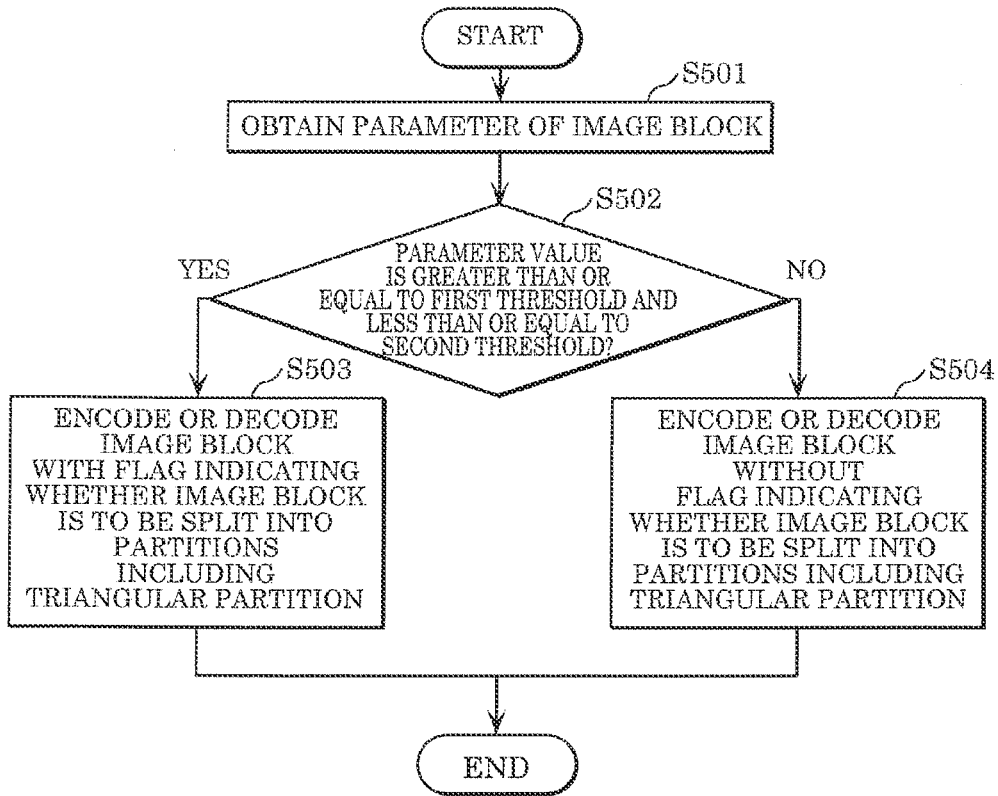 START
S501
OBTAIN PARAMETER OF IMAGE BLOCK
S502
PARAMETER VALUE
IS GREATER THAN OR
EQUAL TO FIRST THRESHOLD AND
LESS THAN OR EQUAL TO
SECOND THRESHOLD?
YES
NO
S503
ENCODE OR DECODE
IMAGE BLOCK
WITH FLAG INDICATING
WHETHER IMAGE BLOCK
IS TO BE SPLIT INTO
PARTITIONS
INCLUDING
TRIANGULAR PARTITION
S504
ENCODE OR DECODE
IMAGE BLOCK
WITHOUT
FLAG INDICATING
WHETHER IMAGE BLOCK
IS TO BE SPLIT INTO
PARTITIONS INCLUDING
TRIANGULAR PARTITION
END